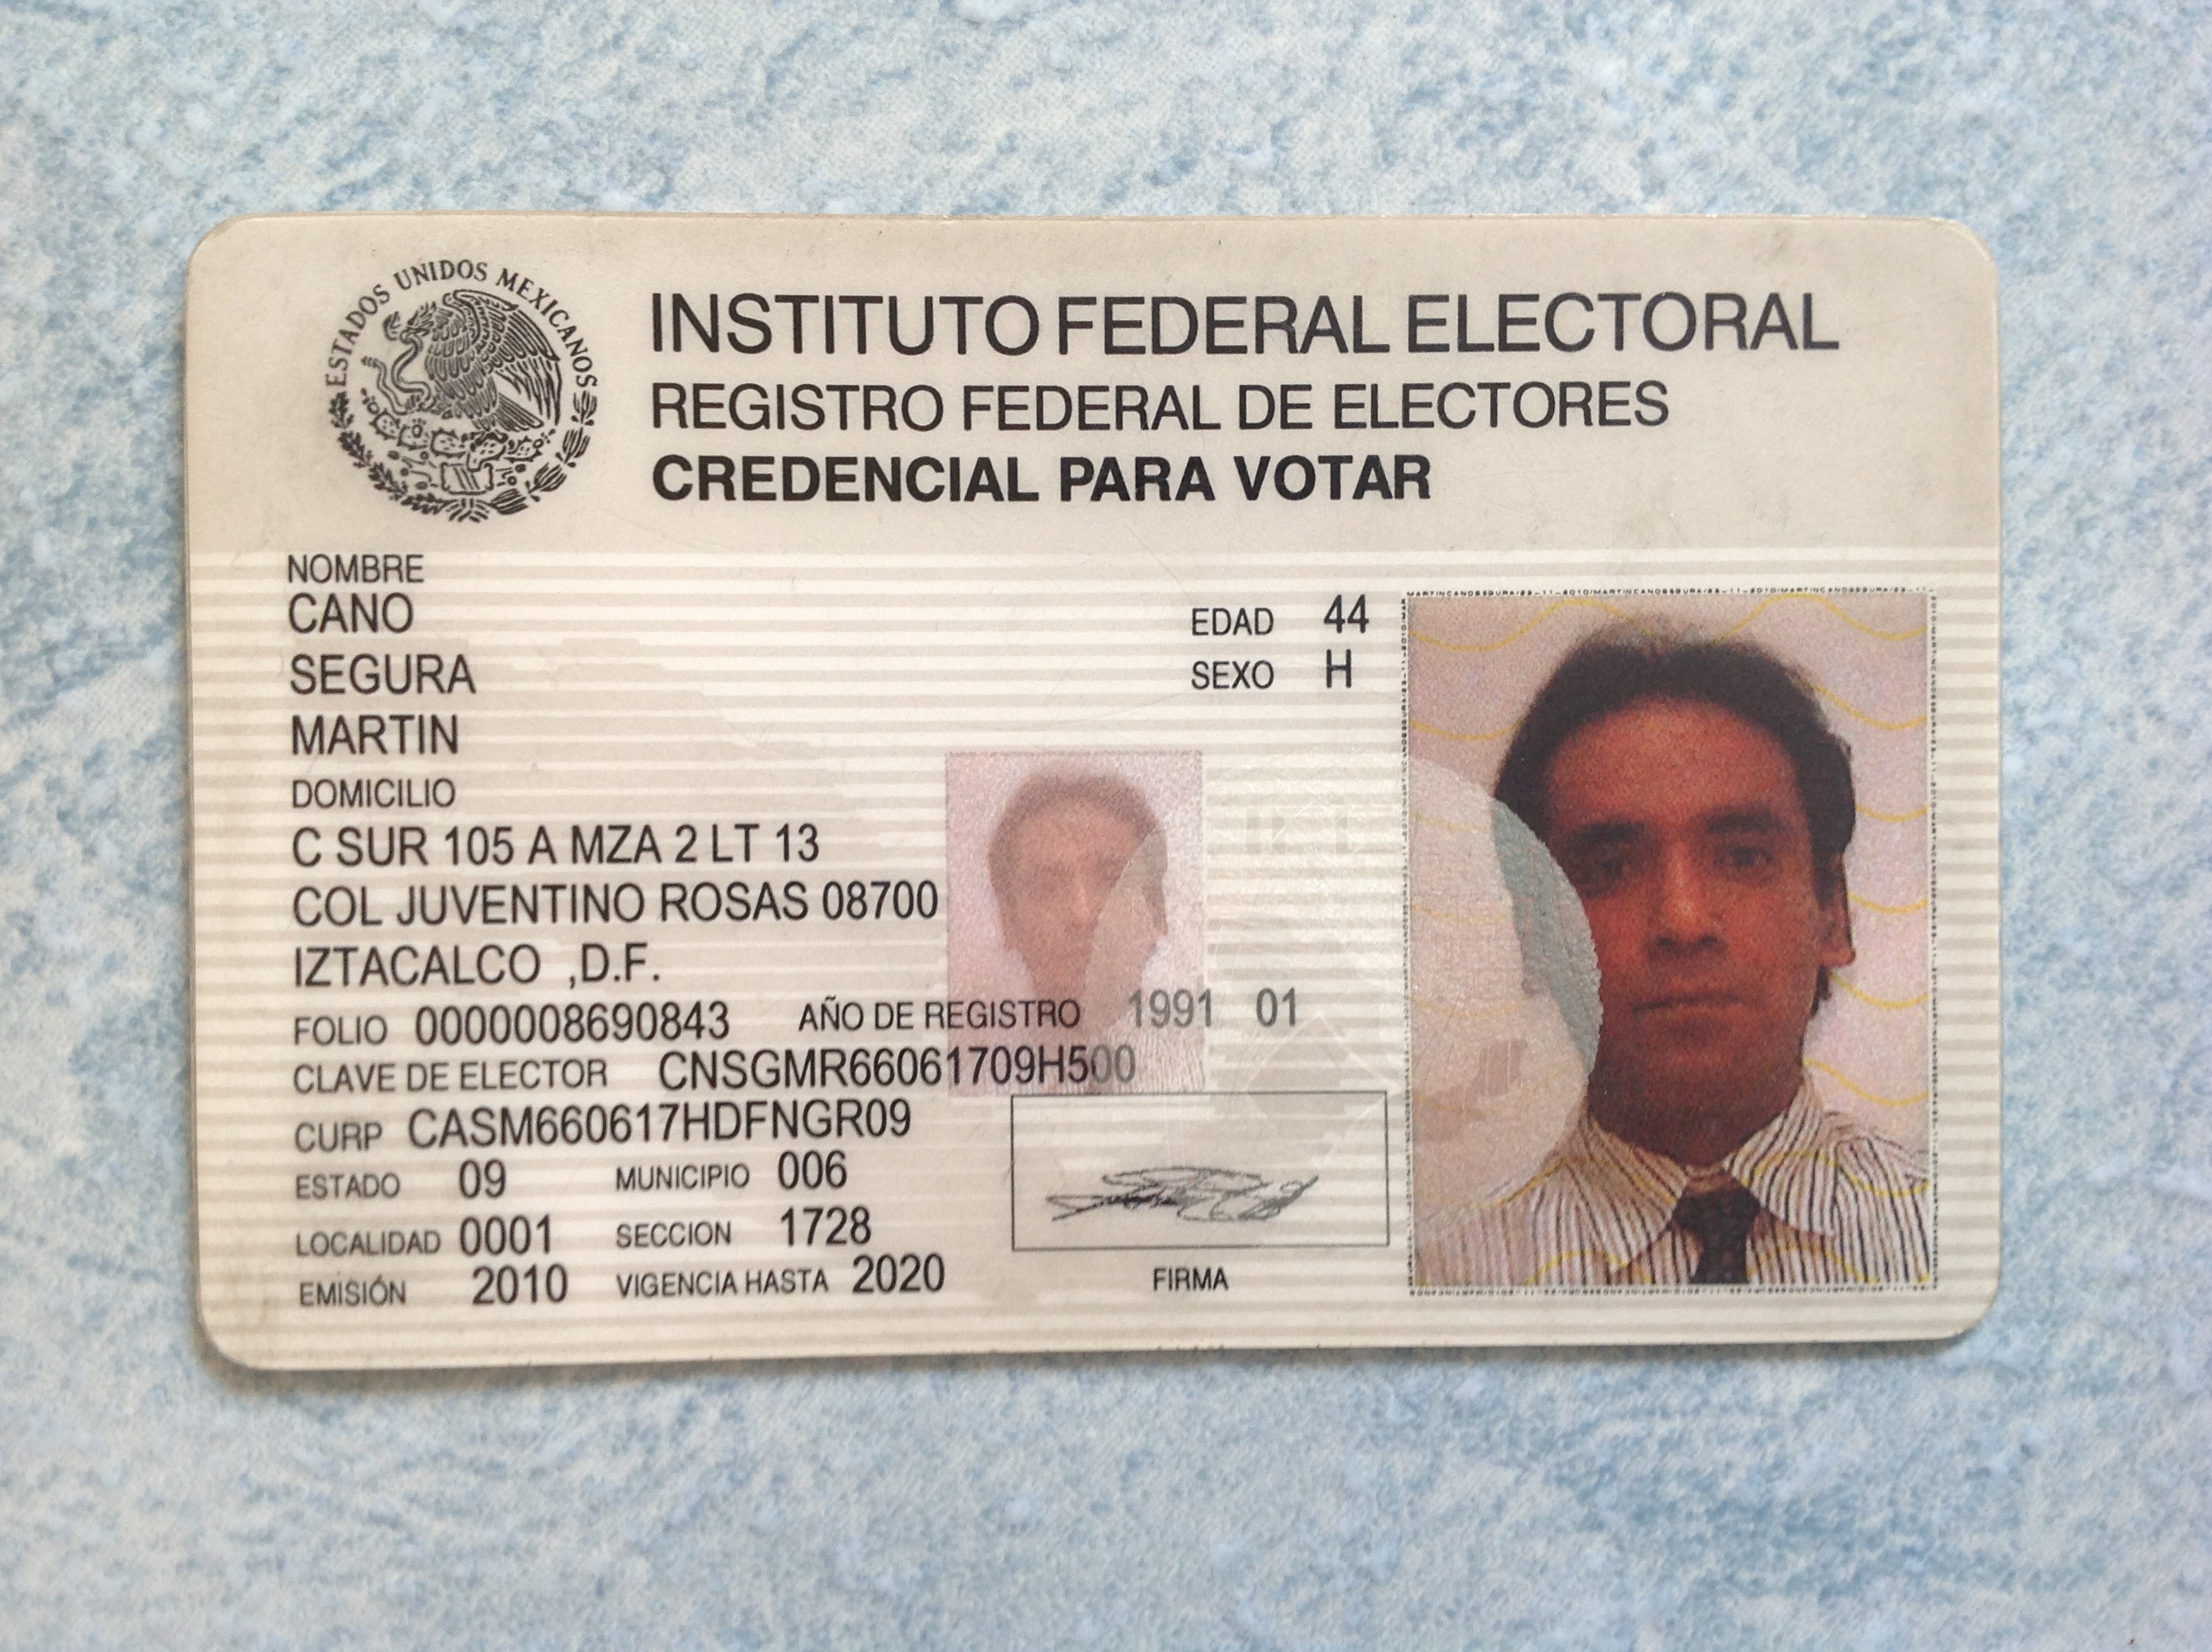 ESTADOS UNIDOS MEXICANOS
INSTITUTO FEDERAL ELECTORAL
REGISTRO FEDERAL DE ELECTORES
CREDENCIAL PARA VOTAR
NOMBRE
CANO
SEGURA
MARTIN
EDAD 44
SEXO H
DOMICILIO
C SUR 105 A MZA 2 LT 13
COL JUVENTINO ROSAS 08700
IZTACALCO ,D.F.
FOLIO 0000008690843 AÑO DE REGISTRO 1991 01
CLAVE DE ELECTOR CNSGMR66061709H500
CURP CASM660617HDFNGR09
ESTADO 09 MUNICIPIO 006
LOCALIDAD 0001 SECCION 1728
EMISIÓN 2010 VIGENCIA HASTA 2020
FIRMA